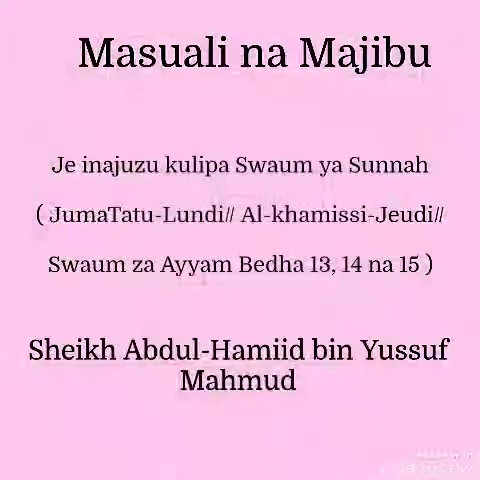 Masuali na Majibu
Je inajuzu kulipa Swaum ya Sunnah
( JumaTatu-Lundi// Al-khamissi-Jeudi//
Swaum za Ayyam Bedha 13, 14 na 15 )
Sheikh Abdul-Hamiid bin Yussuf
Mahmud